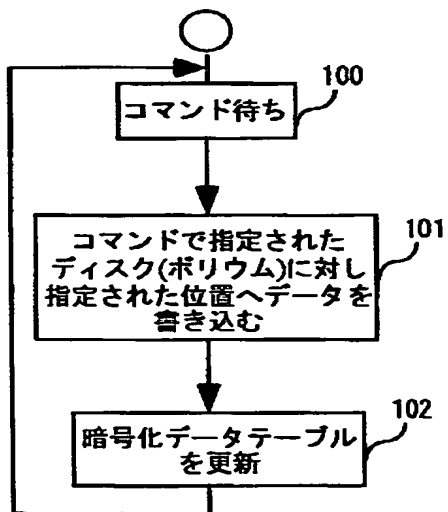 100
コマンド待ち
101
コマンドで指定された
ディスク(ボリウム)に対し
指定された位置へデータを
書き込む
102
暗号化データテーブル
を更新